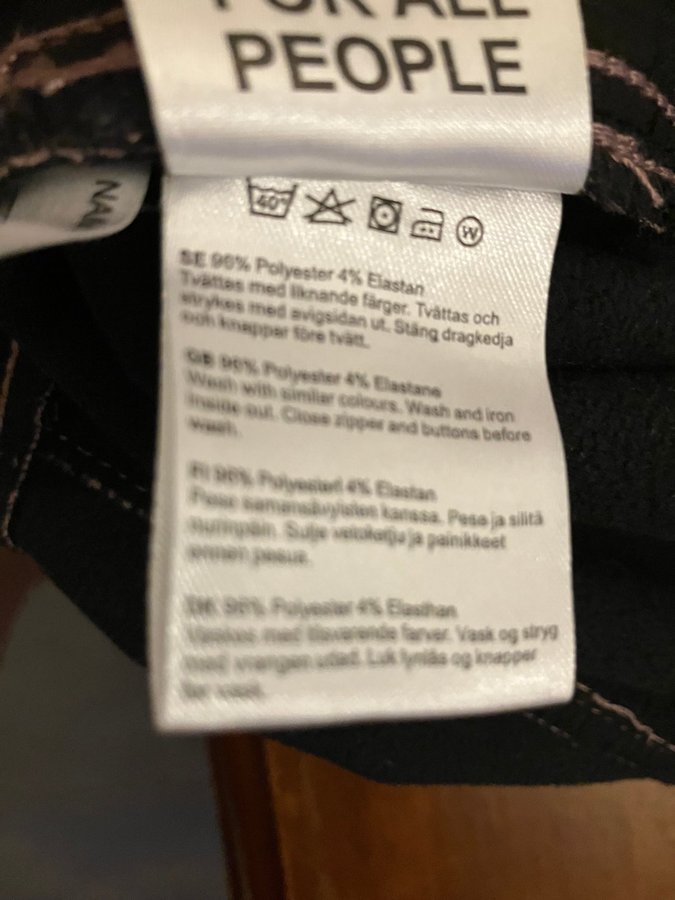 FOR ALL
PEOPLE
40°
W
SE 96% Polyester 4% Elastan
Tvättas med liknande färger. Tvättas och
strykes med avigsidan ut. Stäng dragkedja
och knappar före tvätt.
GB 96% Polyester 4% Elastane
Wash with similar colours. Wash and iron
inside out. Close zipper and buttons before
wash.
FI 96% Polyesteri 4% Elastan
Pese samansävyisten kanssa. Pese ja silitä
nurinpäin. Sulje vetoketju ja painikkeet
ennen pesua.
DK 96% Polyester 4% Elasthan
Vaskes med tilsvarende farver. Vask og stryg
med vrangen udad. Luk lynlås og knapper
før vask.